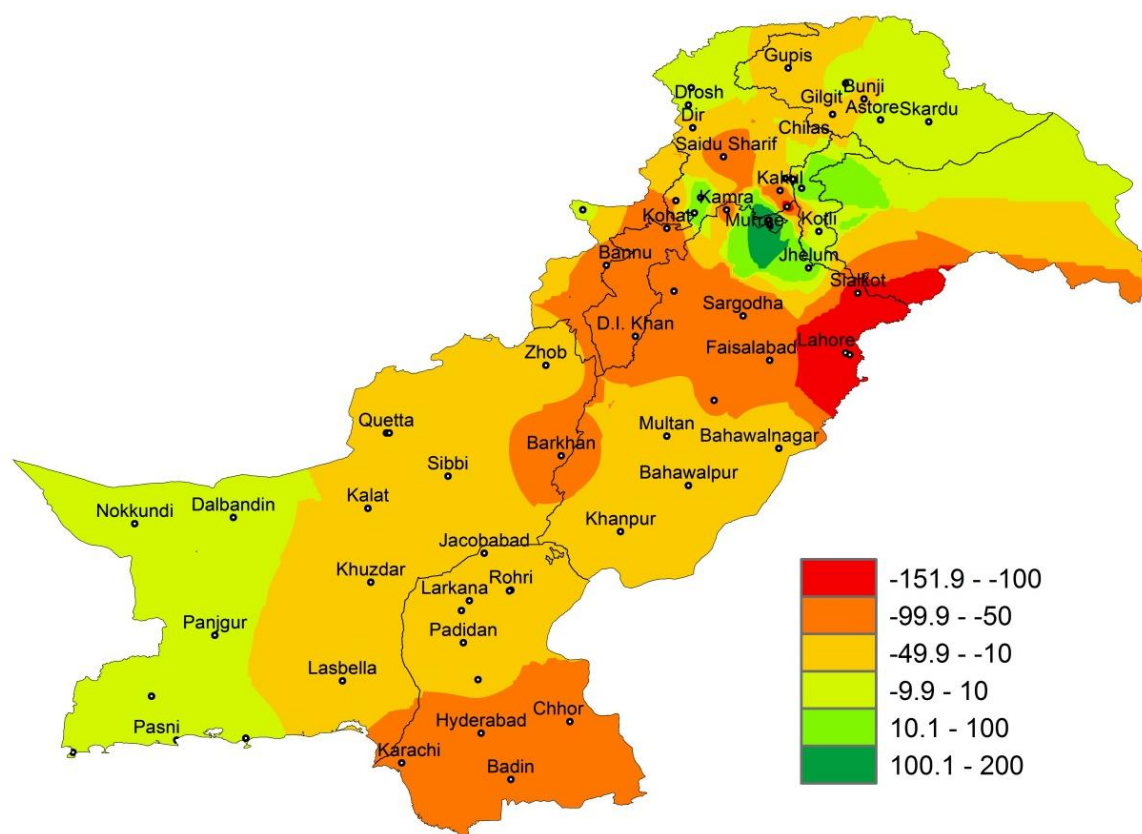 Gupis
Drosh
Bunji
Gilgit
Astore
Skardu
Dir
Chilas
Saidu Sharif
Kakul
Kamra
Kohat
Murree
Kotli
Bannu
Jhelum
Sialkot
Sargodha
D.I. Khan
Lahore
Faisalabad
Zhob
Quetta
Multan
Bahawalnagar
Barkhan
Sibbi
Bahawalpur
Nokkundi
Dalbandin
Kalat
Khanpur
Jacobabad
Khuzdar
Rohri
Larkana
Panjgur
Padidan
Lasbella
Pasni
Hyderabad
Chhor
Karachi
Badin
-151.9 - -100
-99.9 - -50
-49.9 - -10
-9.9 - 10
10.1 - 100
100.1 - 200